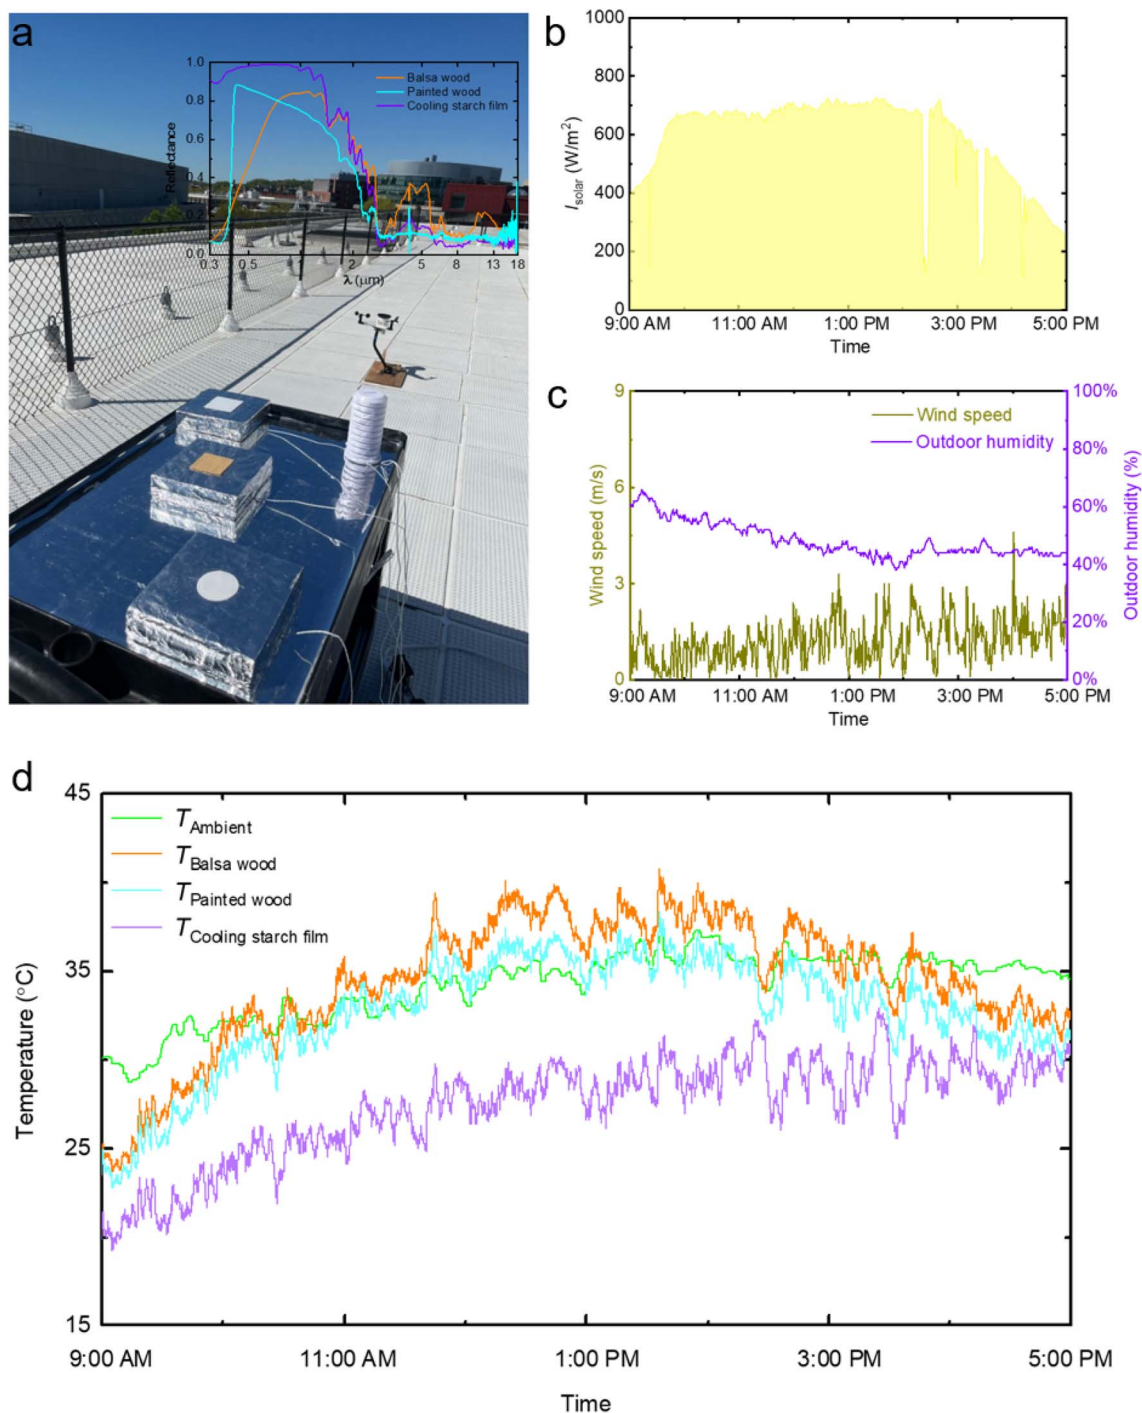 a
1.0
0.8
0.6
0.4
0.2
0.0
Reflectance
Balsa wood
Painted wood
Cooling starch film
0.3 0.5 1 2 5 8 13 18
λ (μm)
b
1000
800
600
400
200
0
Isolar (W/m²)
9:00 AM 11:00 AM 1:00 PM 3:00 PM 5:00 PM
Time
c
9
6
3
0
Wind speed (m/s)
Wind speed
Outdoor humidity
100%
80%
60%
40%
20%
0%
Outdoor humidity (%)
9:00 AM 11:00 AM 1:00 PM 3:00 PM 5:00 PM
Time
d
45
35
25
15
Temperature (°C)
TAmbient
TBalsa wood
TPainted wood
TCooling starch film
9:00 AM 11:00 AM 1:00 PM 3:00 PM 5:00 PM
Time